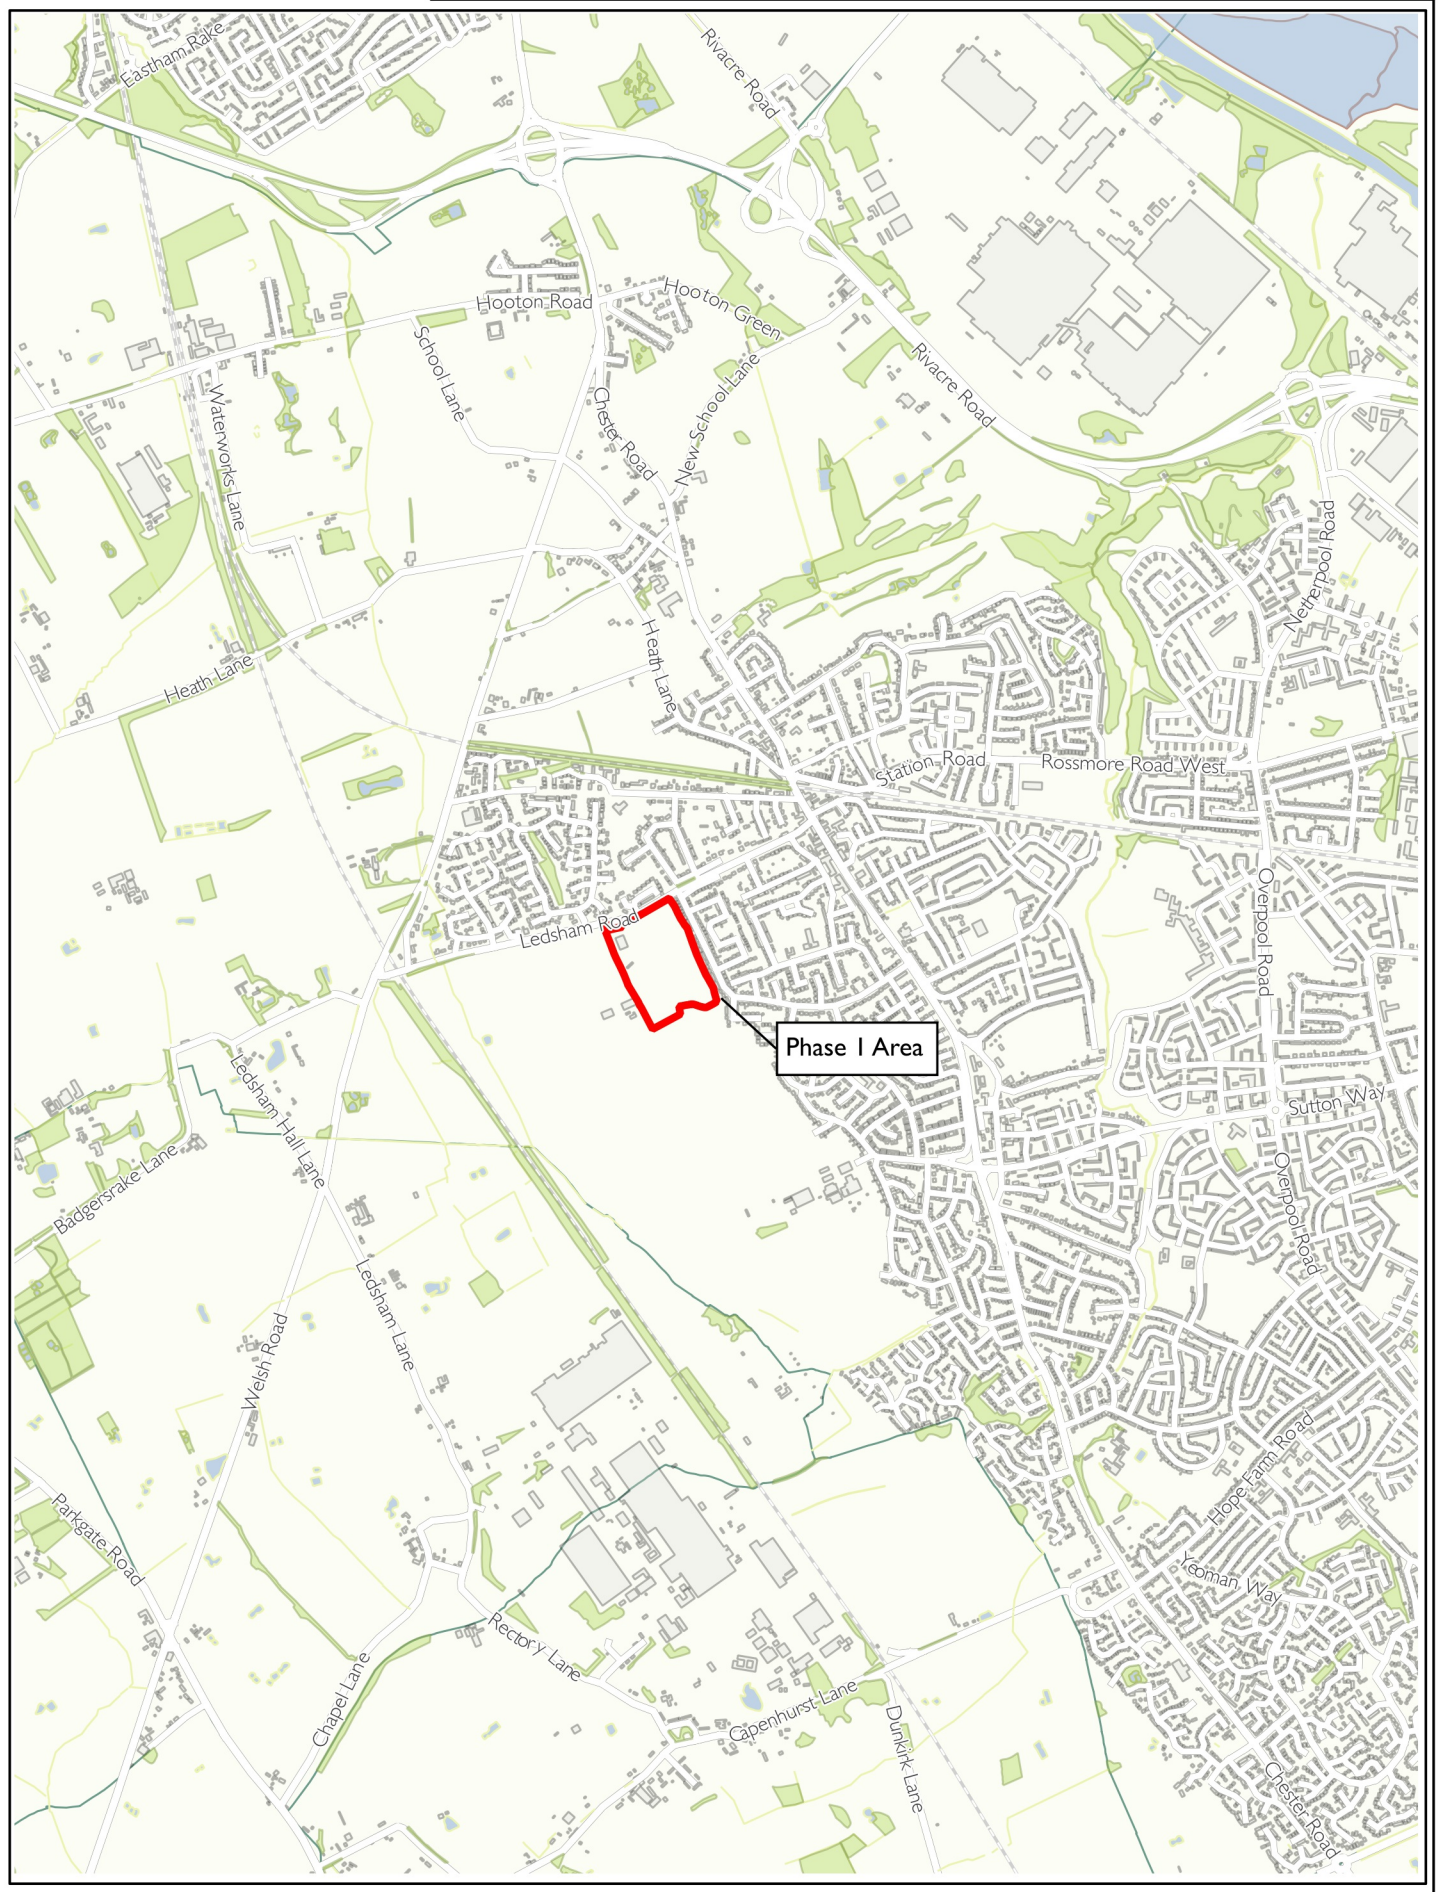 Eastham Rake
Rivacre Road
Hooton Road
Hooton Green
School Lane
New School Lane
Rivacre Road
Chester Road
Waterworks Lane
Netherpool Road
Heath Lane
Heath Lane
Station Road
Rossmore Road West
Overpool Road
Ledsham Road
Phase 1 Area
Ledsham Hall Lane
Sutton Way
Badgersrake Lane
Overpool Road
Ledsham Lane
Welsh Road
Hope Farm Road
Parkgate Road
Yeoman Way
Rectory Lane
Chapel Lane
Capenhurst Lane
Dunkirk Lane
Chester Road